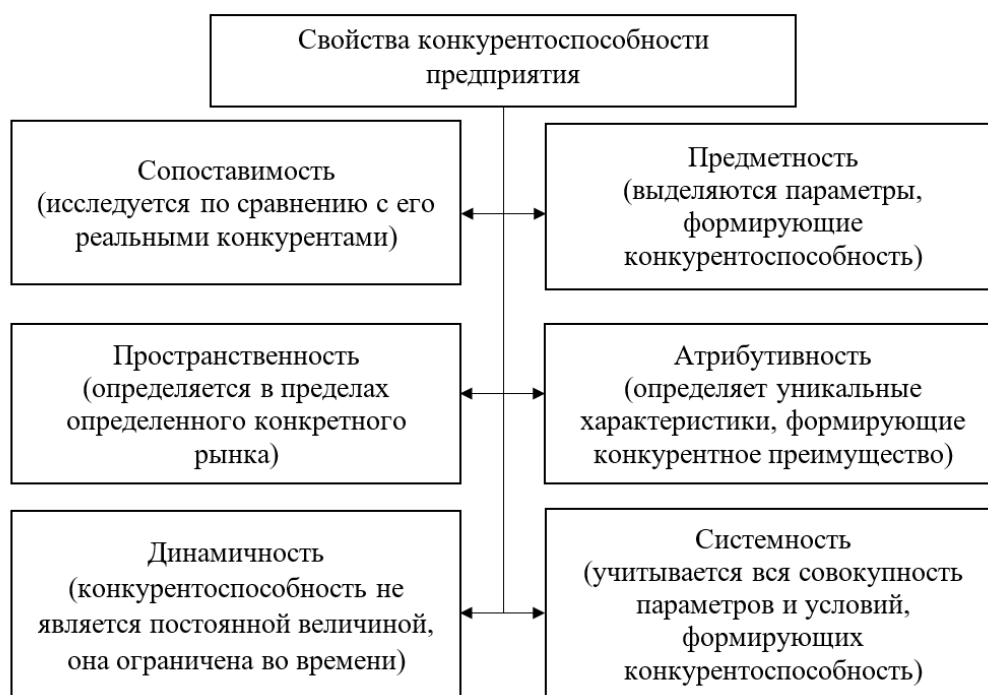 Свойства конкурентоспособности
предприятия
Сопоставимость
(исследуется по сравнению с его
реальными конкурентами)
Предметность
(выделяются параметры,
формирующие
конкурентоспособность)
Пространственность
(определяется в пределах
определенного конкретного
рынка)
Атрибутивность
(определяет уникальные
характеристики, формирующие
конкурентное преимущество)
Динамичность
(конкурентоспособность не
является постоянной величиной,
она ограничена во времени)
Системность
(учитывается вся совокупность
параметров и условий,
формирующих
конкурентоспособность)